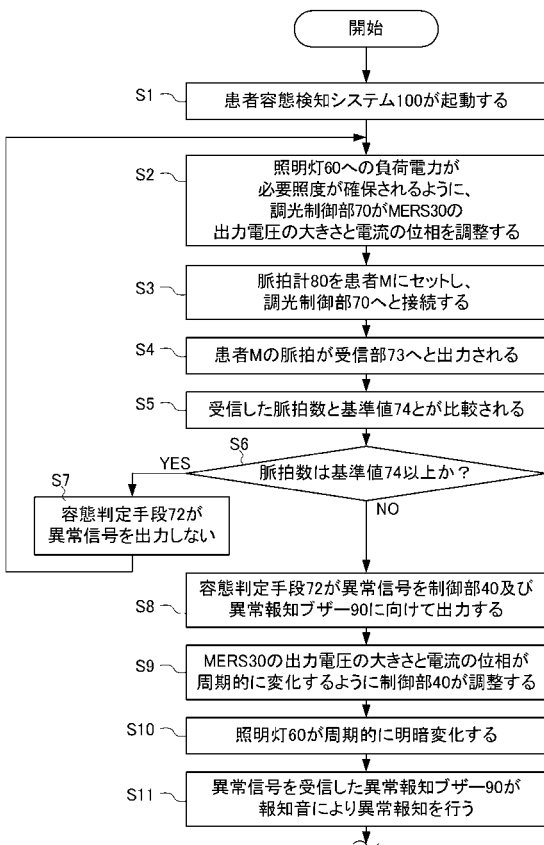 開始
S1
患者容態検知システム100が起動する
S2
照明灯60への負荷電力が
必要照度が確保されるように、
調光制御部70がMERS30の
出力電圧の大きさと電流の位相を調整する
S3
脈拍計80を患者Mにセットし、
調光制御部70へと接続する
S4
患者Mの脈拍が受信部73へと出力される
S5
受信した脈拍数と基準値74とが比較される
S6
脈拍数は基準値74以上か？
YES
NO
S7
容態判定手段72が
異常信号を出力しない
S8
容態判定手段72が異常信号を制御部40及び
異常報知ブザー90に向けて出力する
S9
MERS30の出力電圧の大きさと電流の位相が
周期的に変化するように制御部40が調整する
S10
照明灯60が周期的に明暗変化する
S11
異常信号を受信した異常報知ブザー90が
報知音により異常報知を行う